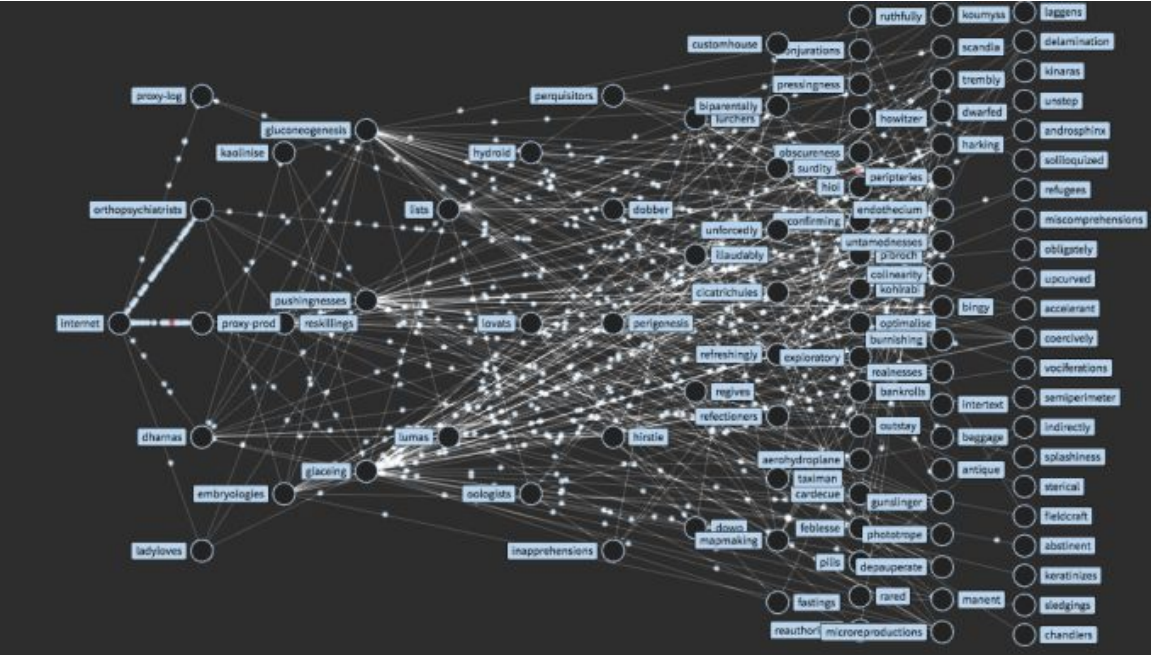 proxy-log
gluconeogenesis
kaolinise
orthopsychiatrists
internet
proxy-prod
pushingnesses
reskillings
dharnas
glaceing
embryologies
ladyloves
perquisitors
hydroid
lists
dobber
lovats
perigenesis
lumas
hirstie
oologists
inapprehensions
customhouse
onjurations
pressingness
biparentally
lurchers
howitzer
obscureness
surdity
hioi
peripteries
endothecium
confirming
unforcedly
untamednesses
illaudably
pibroch
colinearity
cicatrichules
kohlrabi
optimalise
burnishing
refreshingly
exploratory
realnesses
regives
bankrolls
refectioners
outstay
aerohydroplane
taximan
cardecue
gunslinger
feblesse
mapmaking
phototrope
pills
depauperate
fastings
rared
reauthori
microreproductions
ruthfully
koumyss
scandia
trembly
dwarfed
harking
bingy
intertext
baggage
antique
manent
laggens
delamination
kinaras
unstop
androsphinx
soliloquized
refugees
miscomprehensions
obligately
upcurved
accelerant
coercively
vociferations
semiperimeter
indirectly
splashiness
sterical
fieldcraft
abstinent
keratinizes
sledgings
chandlers